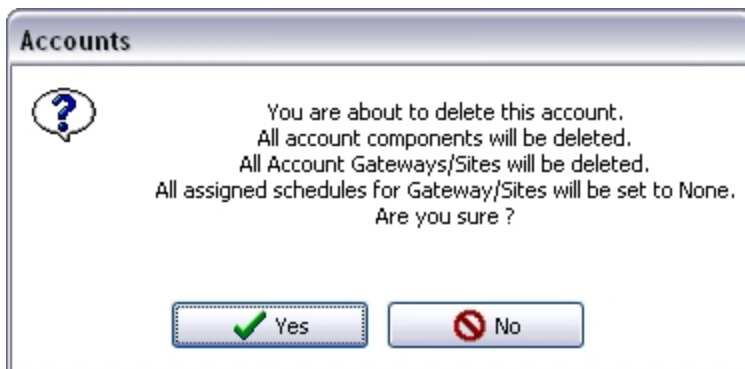 Accounts
You are about to delete this account.
All account components will be deleted.
All Account Gateways/Sites will be deleted.
All assigned schedules for Gateway/Sites will be set to None.
Are you sure ?
Yes
No